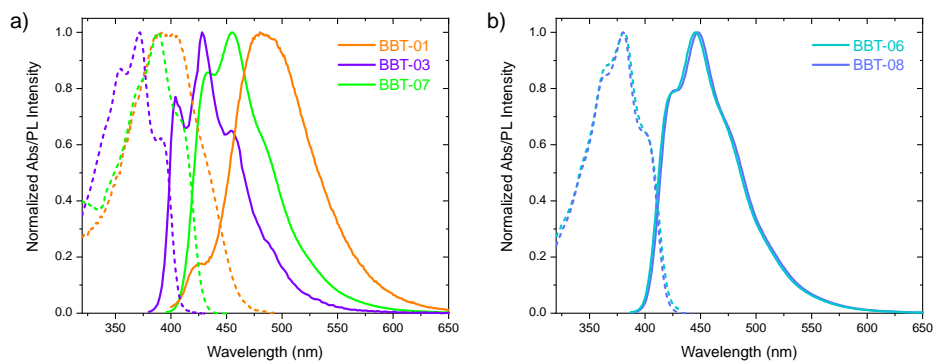 a)
BBT-01
BBT-03
BBT-07
Normalized Abs/PL Intensity
1.0
0.8
0.6
0.4
0.2
0.0
350 400 450 500 550 600 650
Wavelength (nm)
b)
BBT-06
BBT-08
Normalized Abs/PL Intensity
1.0
0.8
0.6
0.4
0.2
0.0
350 400 450 500 550 600 650
Wavelength (nm)